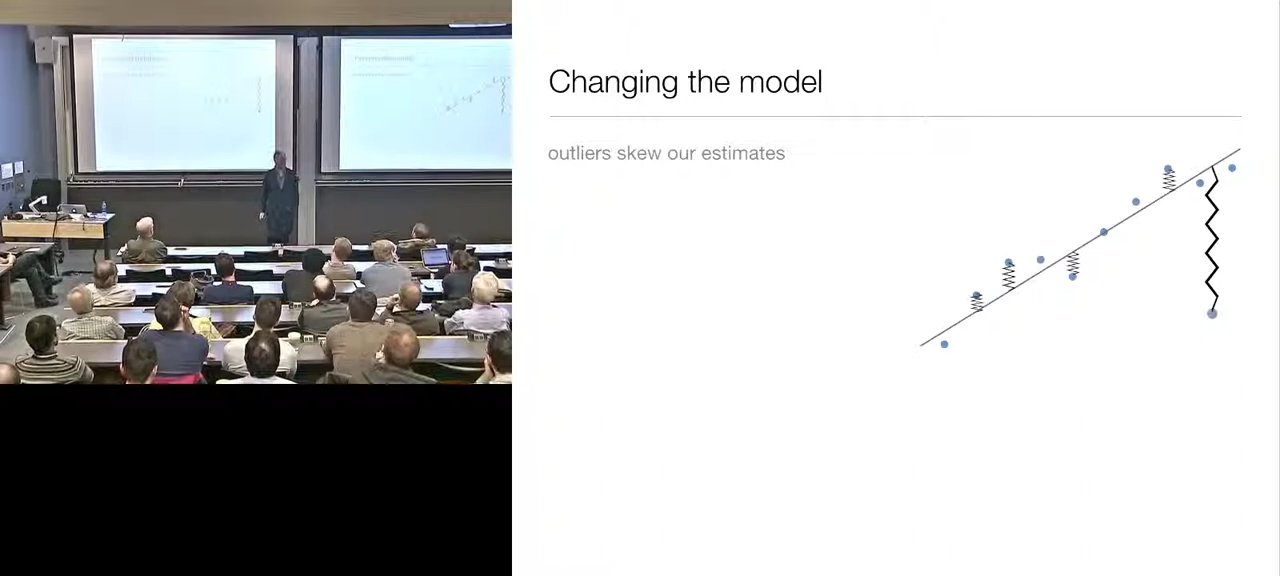 Changing the model
outliers skew our estimates